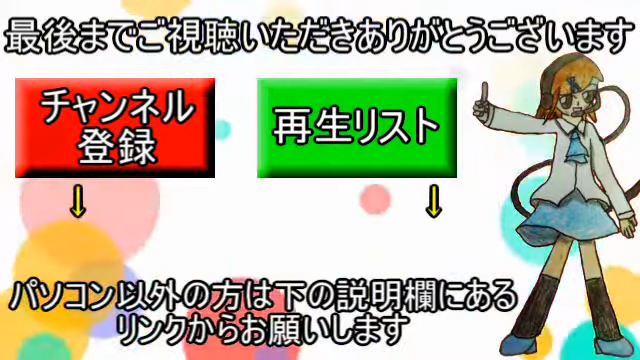 最後までご視聴いただきありがとうございます
チャンネル
登録
再生リスト
↓
↓
パソコン以外の方は下の説明欄にある
リンクからお願いします